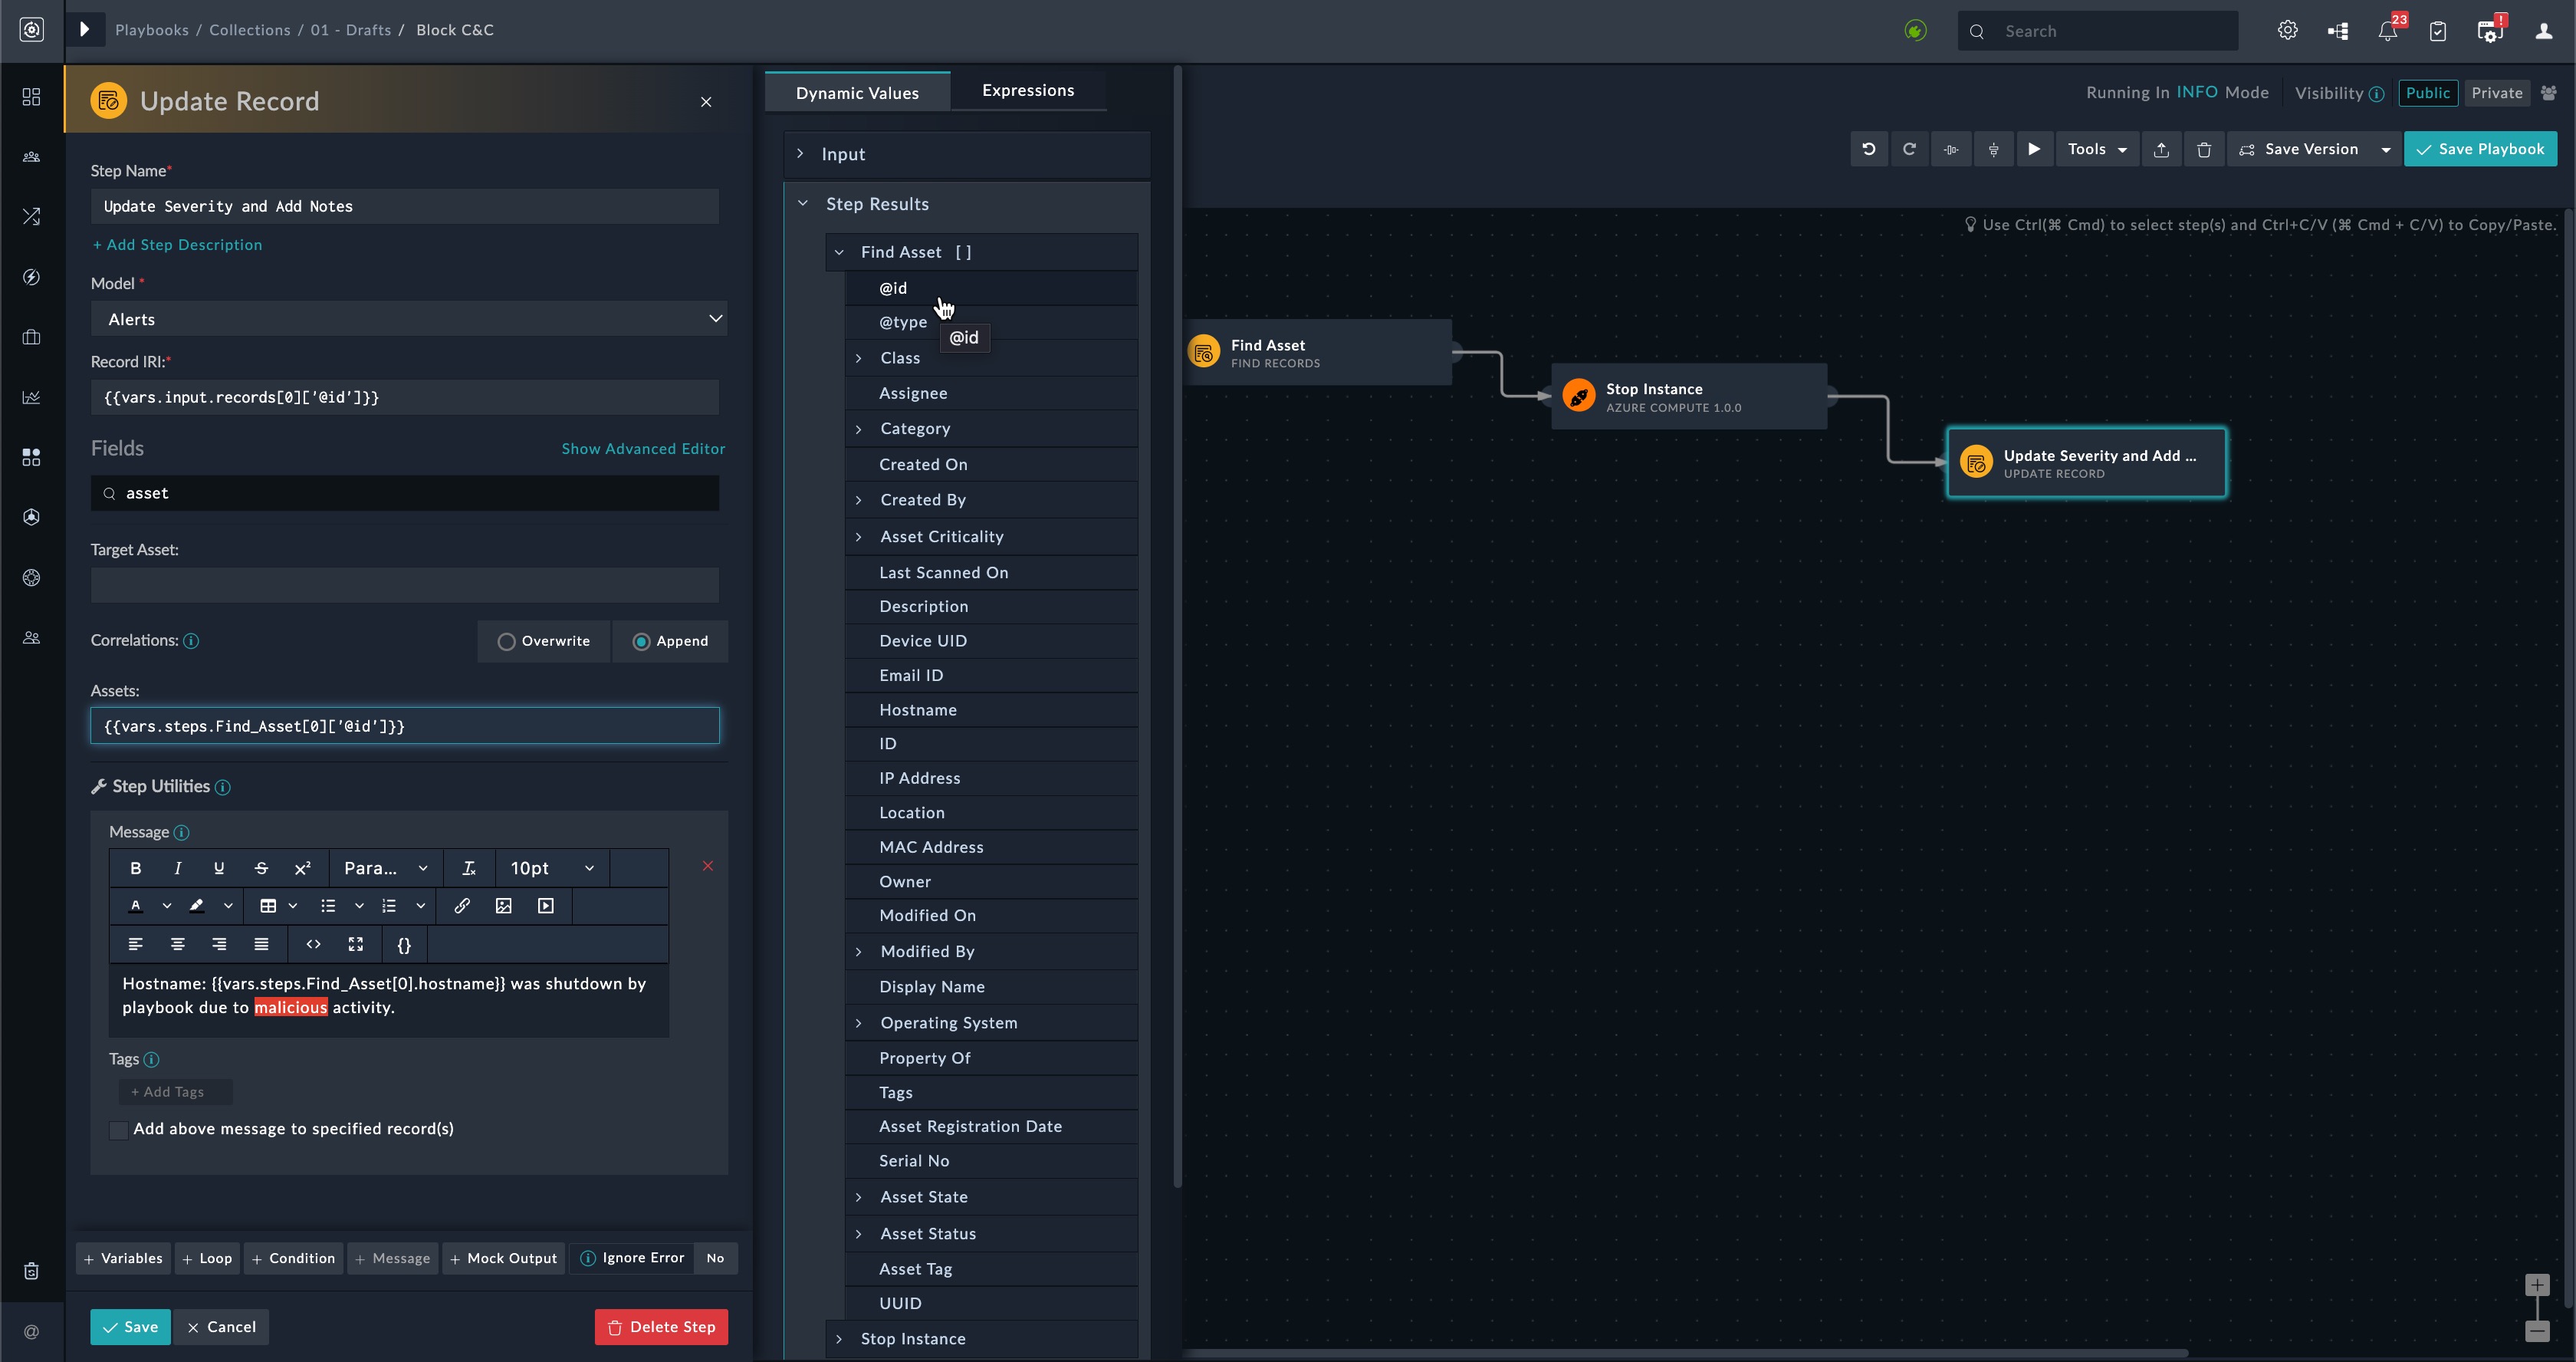 Playbooks / Collections / 01 - Drafts / Block C&C
Search
23
!
Update Record
Step Name*
Update Severity and Add Notes
+ Add Step Description
Model *
Alerts
Record IRI:*
{{vars.input.records[0]['@id']}}
Fields
Show Advanced Editor
asset
Target Asset:
Correlations:
Overwrite
Append
Assets:
{{vars.steps.Find_Asset[0]['@id']}}
Step Utilities
Message
B I U S X² Para... Ix 10pt
A
<> {}
Hostname: {{vars.steps.Find_Asset[0].hostname}} was shutdown by
playbook due to malicious activity.
Tags
+ Add Tags
Add above message to specified record(s)
+ Variables
+ Loop
+ Condition
+ Message
+ Mock Output
Ignore Error
No
Save
Cancel
Delete Step
@
Dynamic Values
Expressions
Input
Step Results
Find Asset [ ]
@id
@type
@id
Class
Assignee
Category
Created On
Created By
Asset Criticality
Last Scanned On
Description
Device UID
Email ID
Hostname
ID
IP Address
Location
MAC Address
Owner
Modified On
Modified By
Display Name
Operating System
Property Of
Tags
Asset Registration Date
Serial No
Asset State
Asset Status
Asset Tag
UUID
Stop Instance
Running In INFO Mode
Visibility
Public
Private
Tools
Save Version
Save Playbook
Use Ctrl(⌘ Cmd) to select step(s) and Ctrl+C/V (⌘ Cmd + C/V) to Copy/Paste.
Find Asset
FIND RECORDS
Stop Instance
AZURE COMPUTE 1.0.0
Update Severity and Add ...
UPDATE RECORD